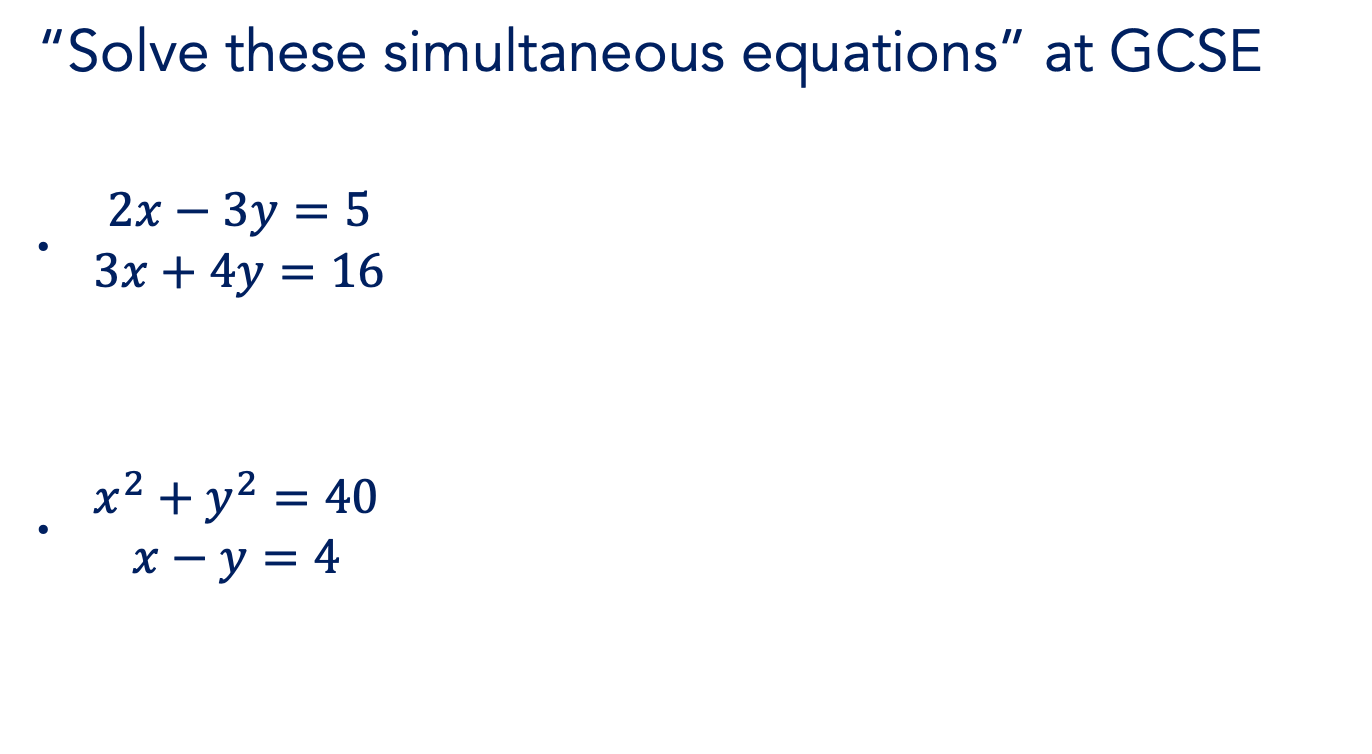 “Solve these simultaneous equations” at GCSE
• 2x − 3y = 5
3x + 4y = 16
• x² + y² = 40
x − y = 4